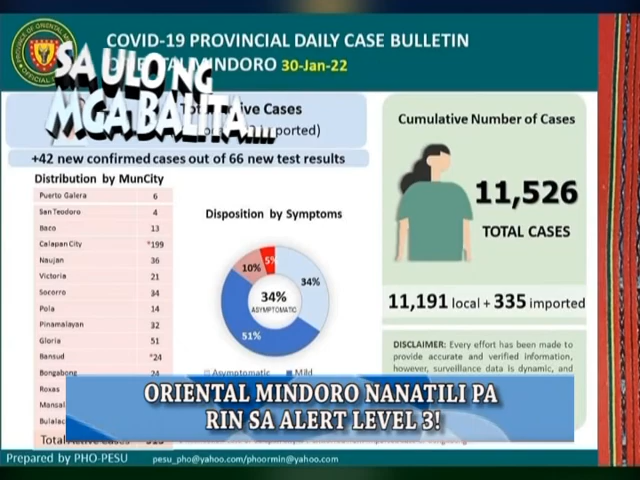 COVID-19 PROVINCIAL DAILY CASE BULLETIN
MINDORO 30-Jan-22
SA ULO NG
MGA BALITA....
Cases
ported)
+42 new confirmed cases out of 66 new test results
Distribution by MunCity
Puerto Galera 6
San Teodoro 4
Baco 13
Calapan City *199
Naujan 36
Victoria 21
Socorro 34
Pola 14
Pinamalayan 32
Gloria 51
Bansud *24
Bongabong 24
Roxas
Mansal
Bulalac
Disposition by Symptoms
5%
10%
34%
51%
34%
ASYMPTOMATIC
Asymptomatic Mild
Cumulative Number of Cases
11,526
TOTAL CASES
11,191 local + 335 imported
DISCLAIMER: Every effort has been made to
provide accurate and verified information,
however, surveillance data is dynamic, and
ORIENTAL MINDORO NANATILI PA
RIN SA ALERT LEVEL 3!
Prepared by PHO-PESU pesu_pho@yahoo.com/phoormin@yahoo.com